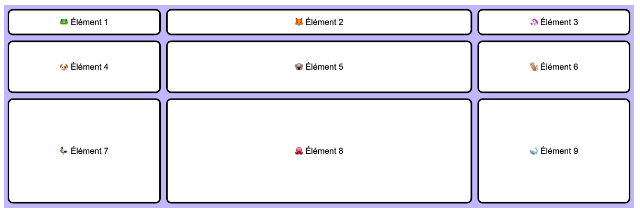 🐸 Élément 1
🦊 Élément 2
🦄 Élément 3
🐶 Élément 4
🐨 Élément 5
🐒 Élément 6
🦆 Élément 7
🐙 Élément 8
🐋 Élément 9